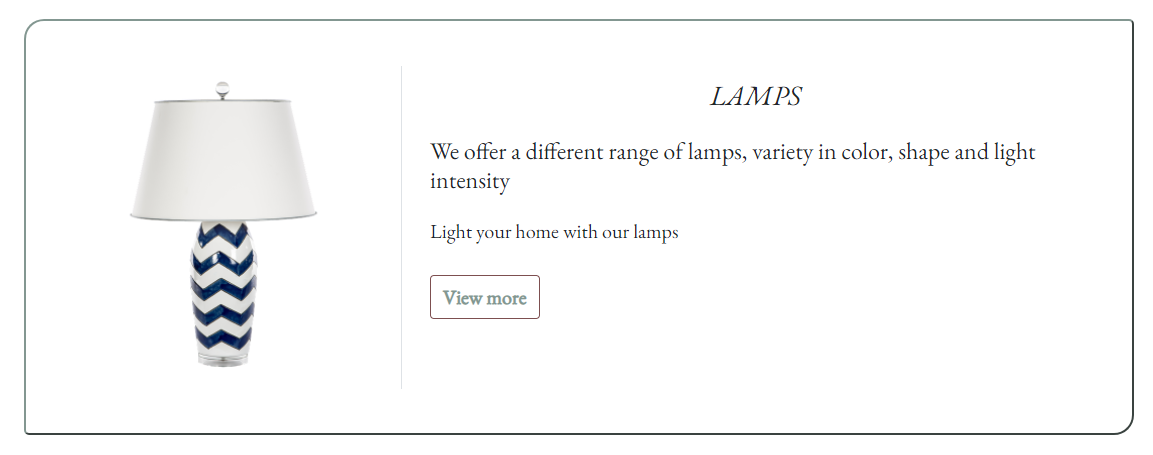 LAMPS
We offer a different range of lamps, variety in color, shape and light
intensity
Light your home with our lamps
View more